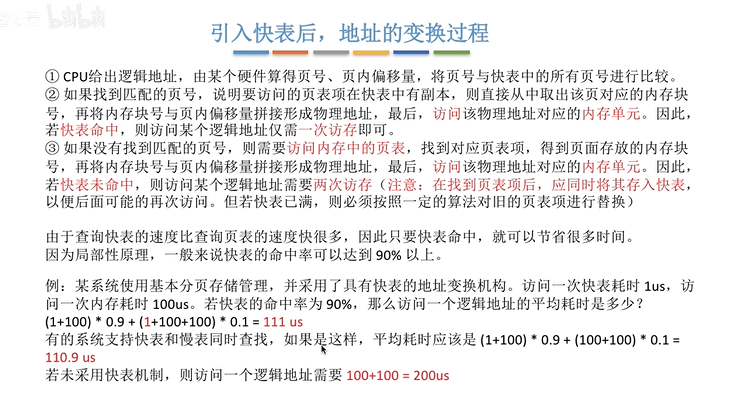 引入快表后，地址的变换过程
① CPU给出逻辑地址，由某个硬件算得页号、页内偏移量，将页号与快表中的所有页号进行比较。
② 如果找到匹配的页号，说明要访问的页表项在快表中有副本，则直接从中取出该页对应的内存块
号，再将内存块号与页内偏移量拼接形成物理地址，最后，访问该物理地址对应的内存单元。因此，
若快表命中，则访问某个逻辑地址仅需一次访存即可。
③ 如果没有找到匹配的页号，则需要访问内存中的页表，找到对应页表项，得到页面存放的内存块
号，再将内存块号与页内偏移量拼接形成物理地址，最后，访问该物理地址对应的内存单元。因此，
若快表未命中，则访问某个逻辑地址需要两次访存（注意：在找到页表项后，应同时将其存入快表，
以便后面可能的再次访问。但若快表已满，则必须按照一定的算法对旧的页表项进行替换）
由于查询快表的速度比查询页表的速度快很多，因此只要快表命中，就可以节省很多时间。
因为局部性原理，一般来说快表的命中率可以达到 90% 以上。
例：某系统使用基本分页存储管理，并采用了具有快表的地址变换机构。访问一次快表耗时 1us，访
问一次内存耗时 100us。若快表的命中率为 90%，那么访问一个逻辑地址的平均耗时是多少？
(1+100) * 0.9 + (1+100+100) * 0.1 = 111 us
有的系统支持快表和慢表同时查找，如果是这样，平均耗时应该是 (1+100) * 0.9 + (100+100) * 0.1 =
110.9 us
若未采用快表机制，则访问一个逻辑地址需要 100+100 = 200us